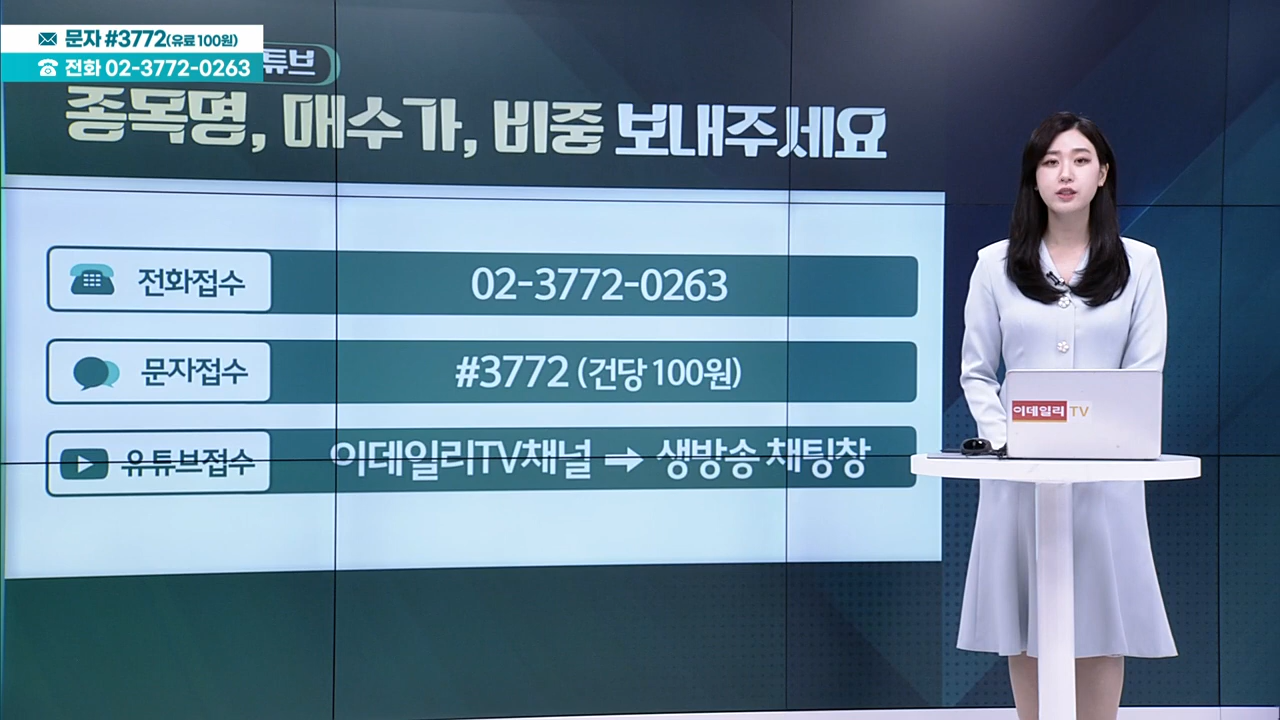 문자 #3772(유료 100원)
전화 02-3772-0263
튜브
종목명, 매수가, 비중 보내주세요
전화접수 02-3772-0263
문자접수 #3772 (건당 100원)
유튜브접수 이데일리TV채널 → 생방송 채팅창
이데일리 TV